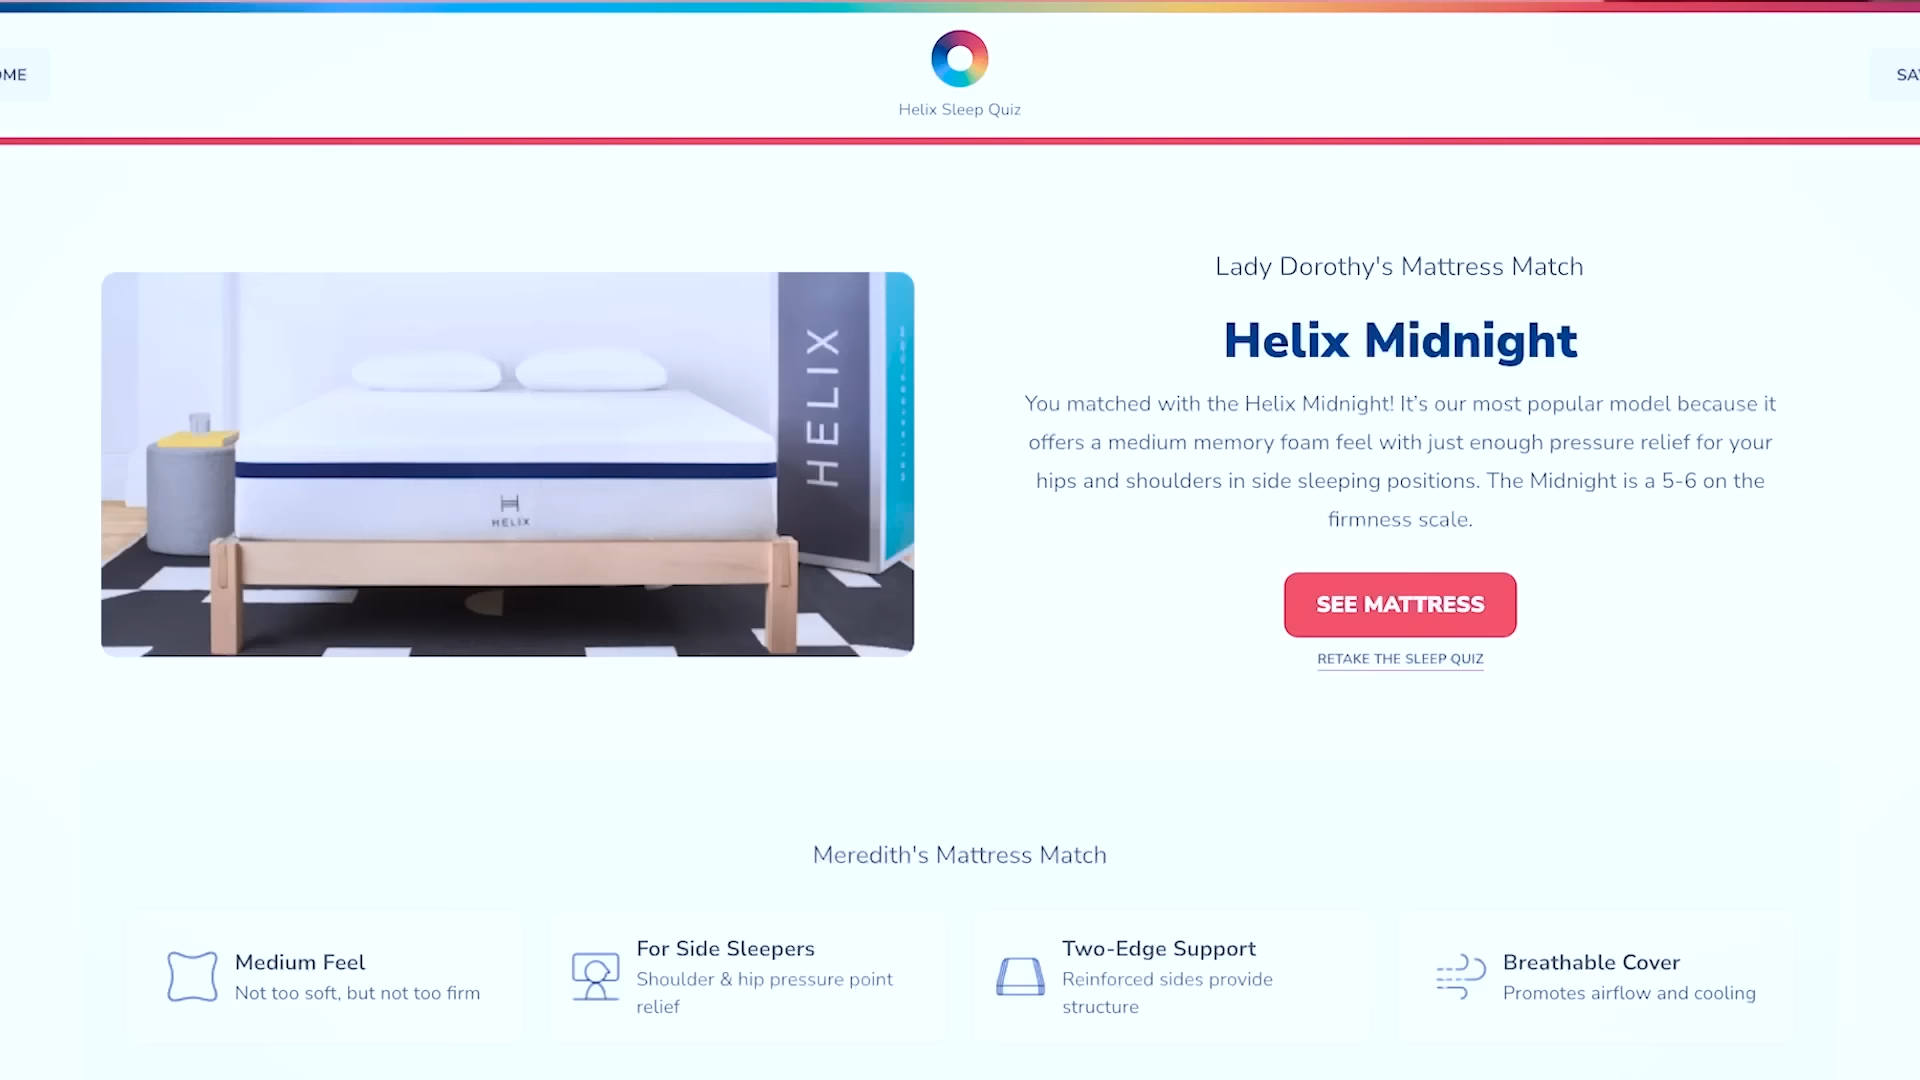 OME
SA
Helix Sleep Quiz
Lady Dorothy's Mattress Match
Helix Midnight
You matched with the Helix Midnight! It’s our most popular model because it
offers a medium memory foam feel with just enough pressure relief for your
hips and shoulders in side sleeping positions. The Midnight is a 5-6 on the
firmness scale.
SEE MATTRESS
RETAKE THE SLEEP QUIZ
HELIX
HELIX
Meredith's Mattress Match
Medium Feel
Not too soft, but not too firm
For Side Sleepers
Shoulder & hip pressure point
relief
Two-Edge Support
Reinforced sides provide
structure
Breathable Cover
Promotes airflow and cooling